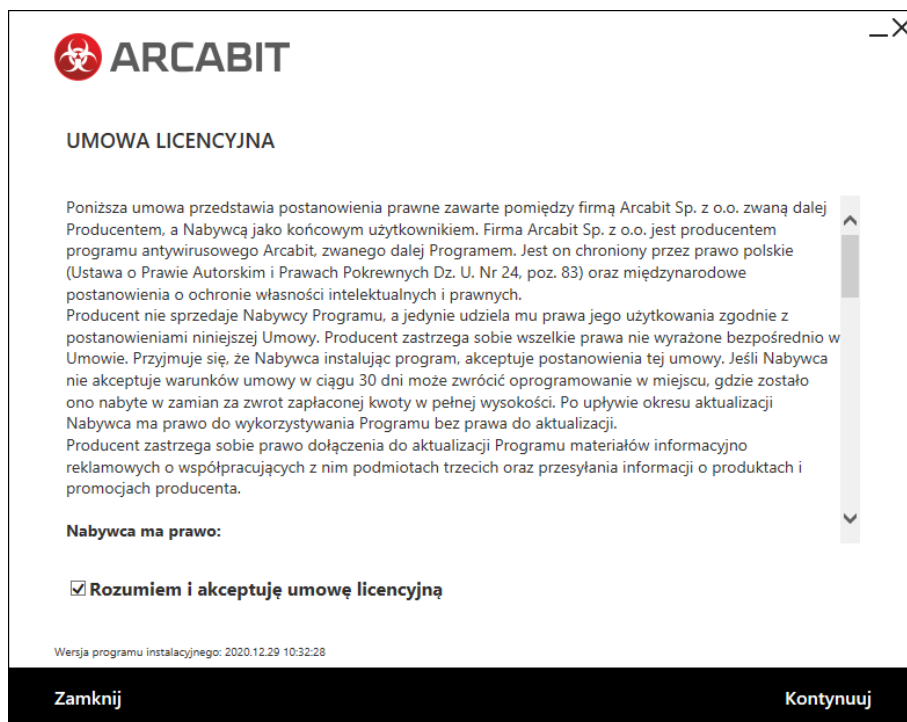 ARCABIT
UMOWA LICENCYJNA
Poniższa umowa przedstawia postanowienia prawne zawarte pomiędzy firmą Arcabit Sp. z o.o. zwaną dalej
Producentem, a Nabywcą jako końcowym użytkownikiem. Firma Arcabit Sp. z o.o. jest producentem
programu antywirusowego Arcabit, zwanego dalej Programem. Jest on chroniony przez prawo polskie
(Ustawa o Prawie Autorskim i Prawach Pokrewnych Dz. U. Nr 24, poz. 83) oraz międzynarodowe
postanowienia o ochronie własności intelektualnych i prawnych.
Producent nie sprzedaje Nabywcy Programu, a jedynie udziela mu prawa jego użytkowania zgodnie z
postanowieniami niniejszej Umowy. Producent zastrzega sobie wszelkie prawa nie wyrażone bezpośrednio w
Umowie. Przyjmuje się, że Nabywca instalując program, akceptuje postanowienia tej umowy. Jeśli Nabywca
nie akceptuje warunków umowy w ciągu 30 dni może zwrócić oprogramowanie w miejscu, gdzie zostało
ono nabyte w zamian za zwrot zapłaconej kwoty w pełnej wysokości. Po upływie okresu aktualizacji
Nabywca ma prawo do wykorzystywania Programu bez prawa do aktualizacji.
Producent zastrzega sobie prawo dołączenia do aktualizacji Programu materiałów informacyjno
reklamowych o współpracujących z nim podmiotach trzecich oraz przesyłania informacji o produktach i
promocjach producenta.
Nabywca ma prawo:
Rozumiem i akceptuję umowę licencyjną
Wersja programu instalacyjnego: 2020.12.29 10:32:28
Zamknij
Kontynuuj